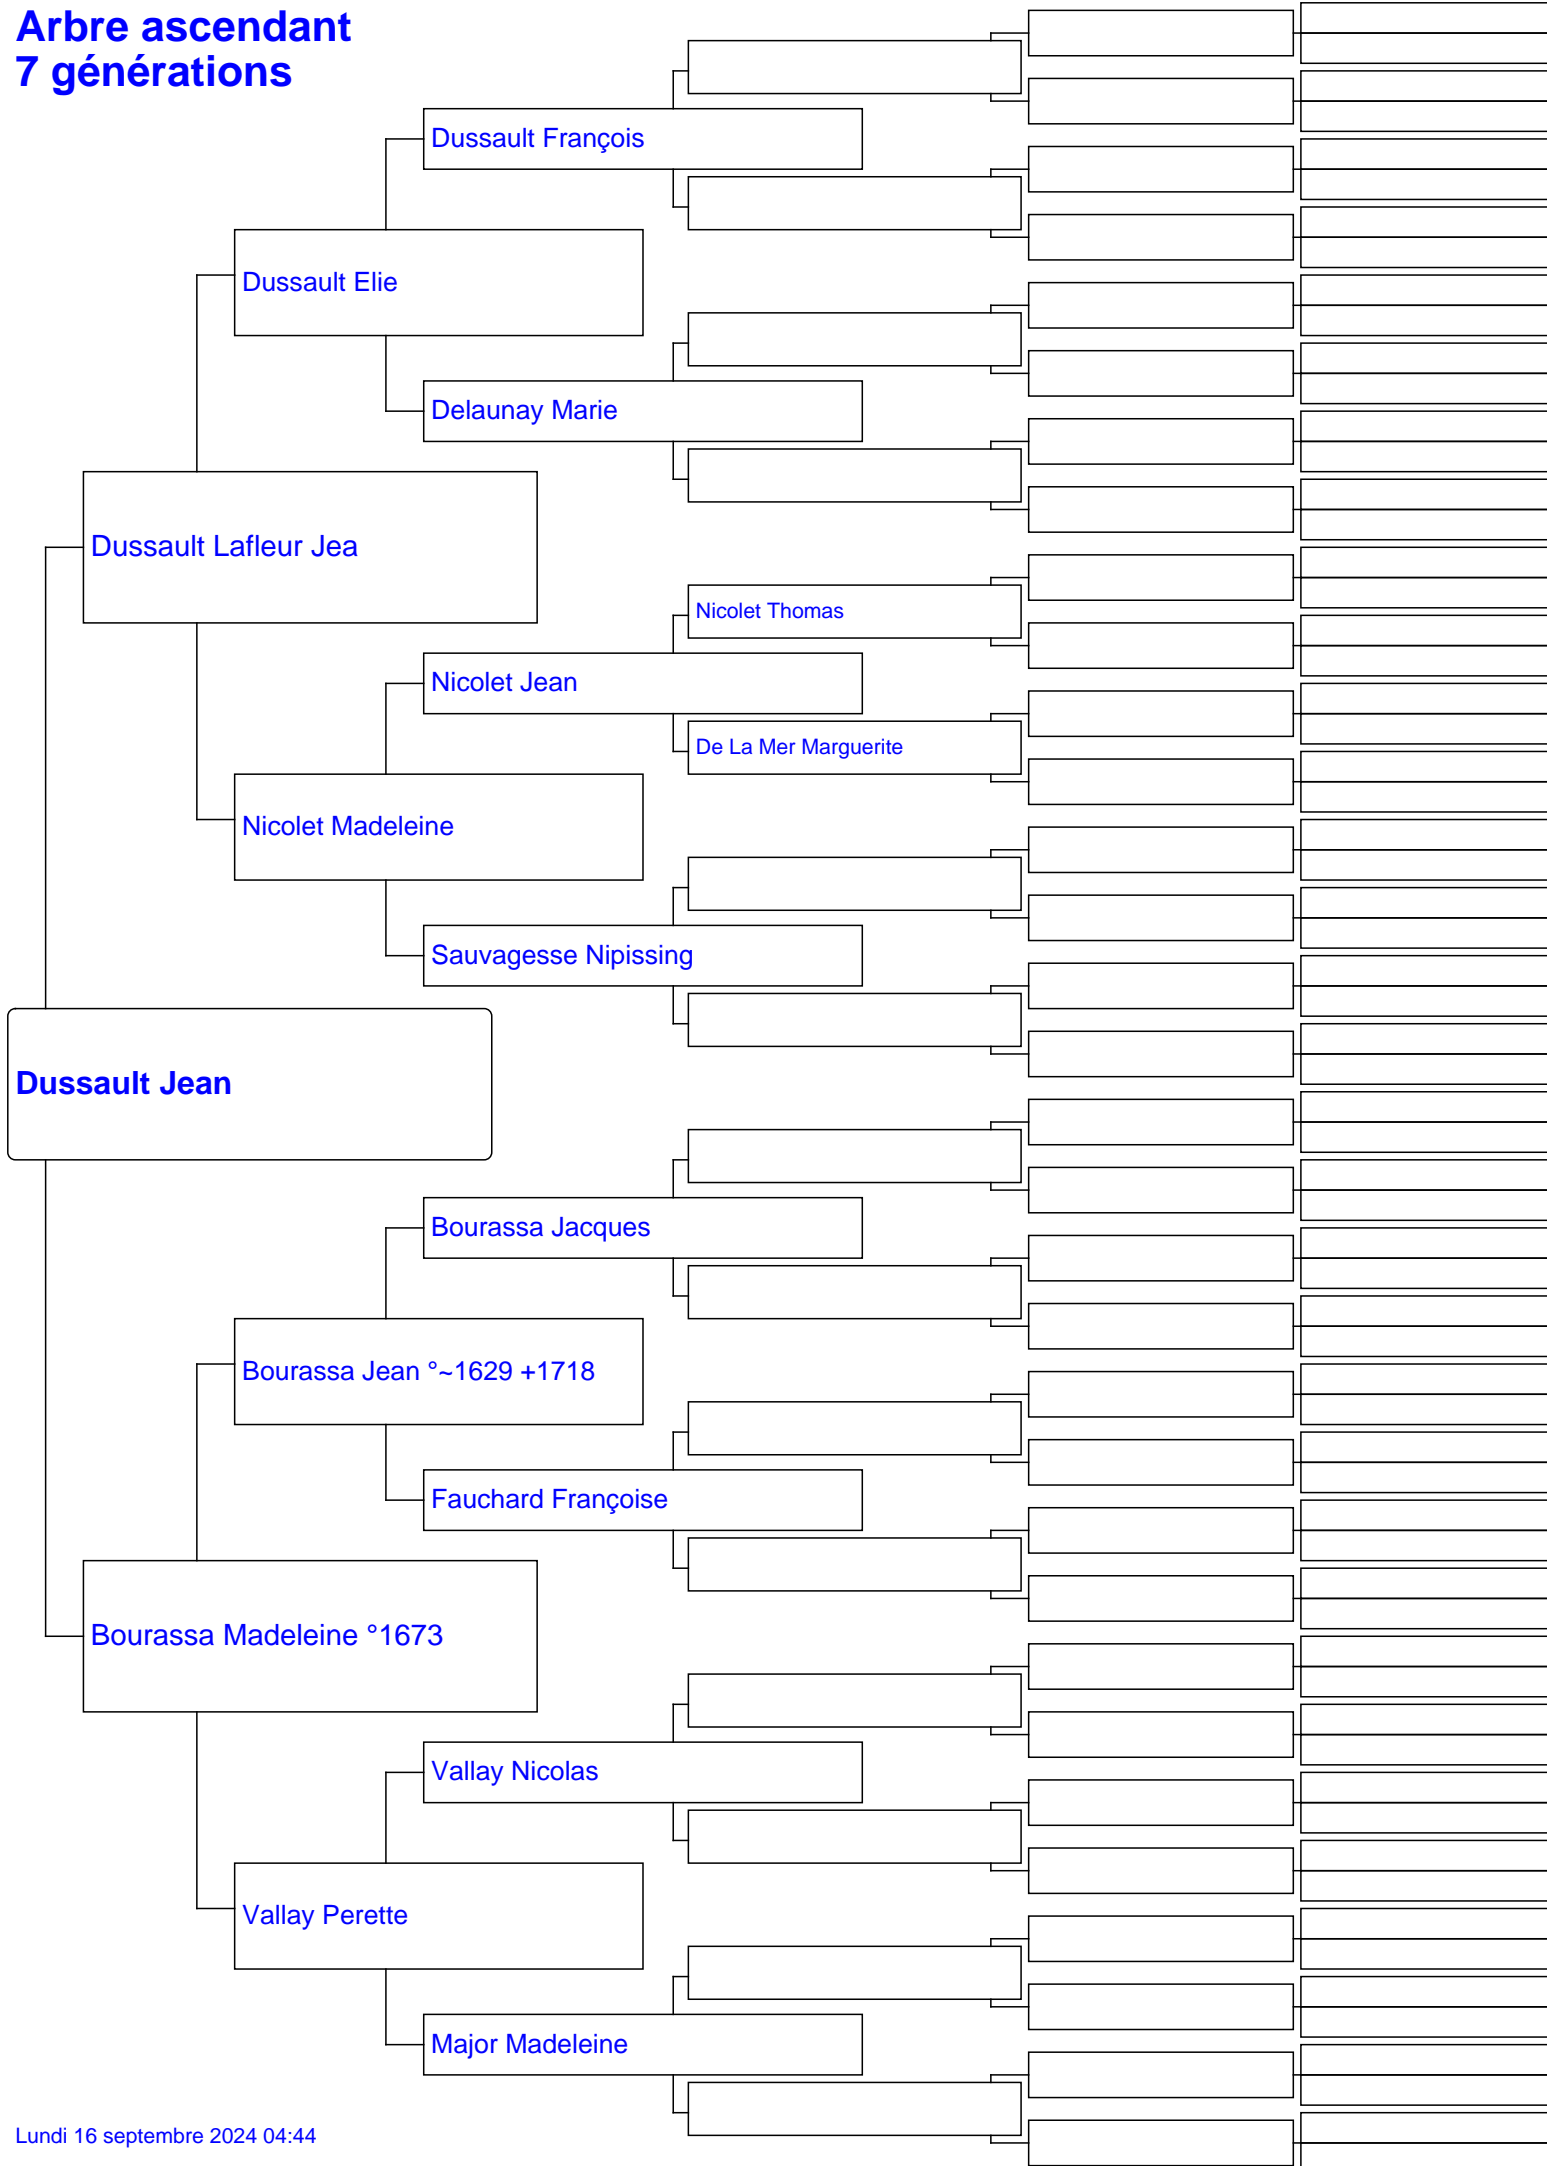 Arbre ascendant
7 générations
Dussault François
Dussault Elie
Delaunay Marie
Dussault Lafleur Jea
Nicolet Thomas
Nicolet Jean
De La Mer Marguerite
Nicolet Madeleine
Sauvagesse Nipissing
Dussault Jean
Bourassa Jacques
Bourassa Jean °~1629 +1718
Fauchard Françoise
Bourassa Madeleine °1673
Vallay Nicolas
Vallay Perette
Major Madeleine
Lundi 16 septembre 2024 04:44